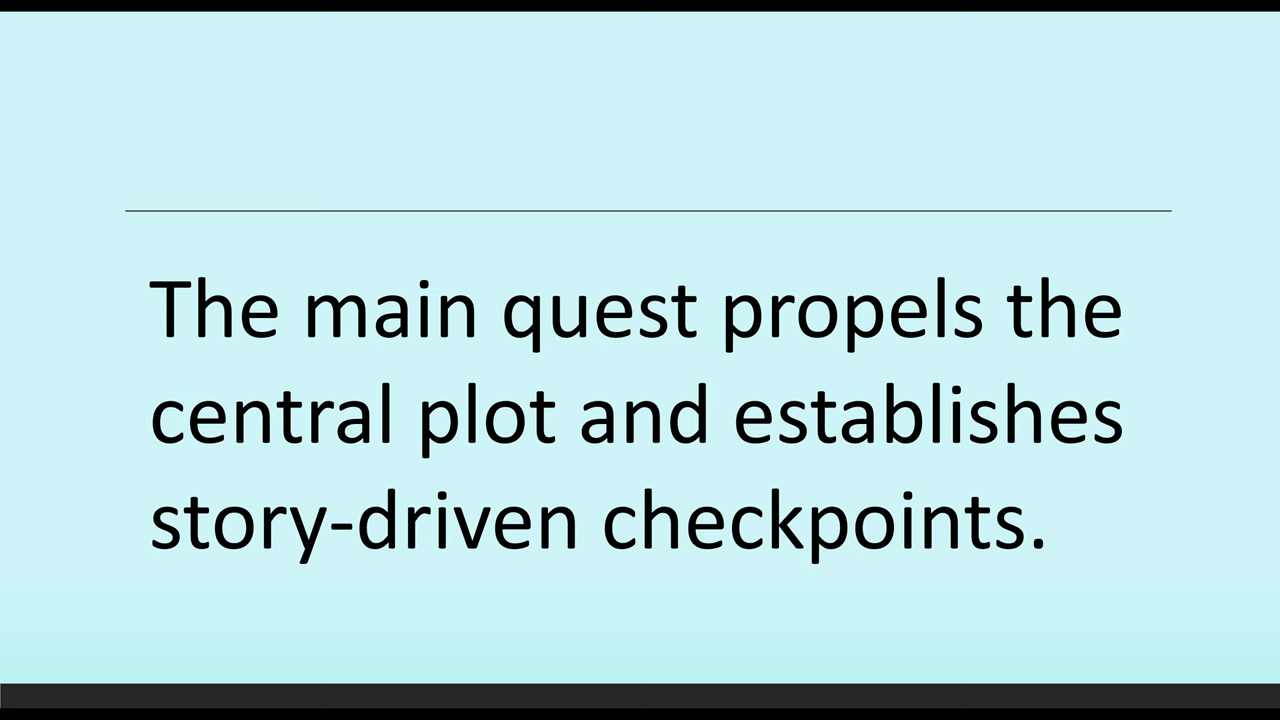 The main quest propels the
central plot and establishes
story-driven checkpoints.